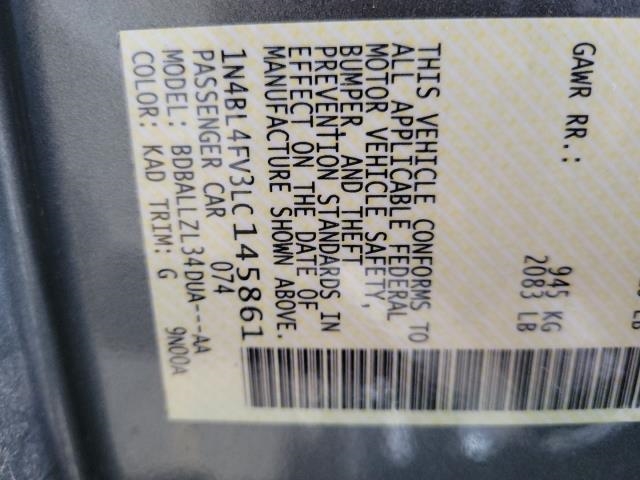 GAWR RR.:
945 KG
2083 LB
THIS VEHICLE CONFORMS TO
ALL APPLICABLE FEDERAL
MOTOR VEHICLE SAFETY,
BUMPER, AND THEFT
PREVENTION STANDARDS IN
EFFECT ON THE DATE OF
MANUFACTURE SHOWN ABOVE.
1N4BL4FV3LC145861
PASSENGER CAR 074
MODEL: BDBALLZL34DUA---AA
COLOR: KAD TRIM: G 9N00A